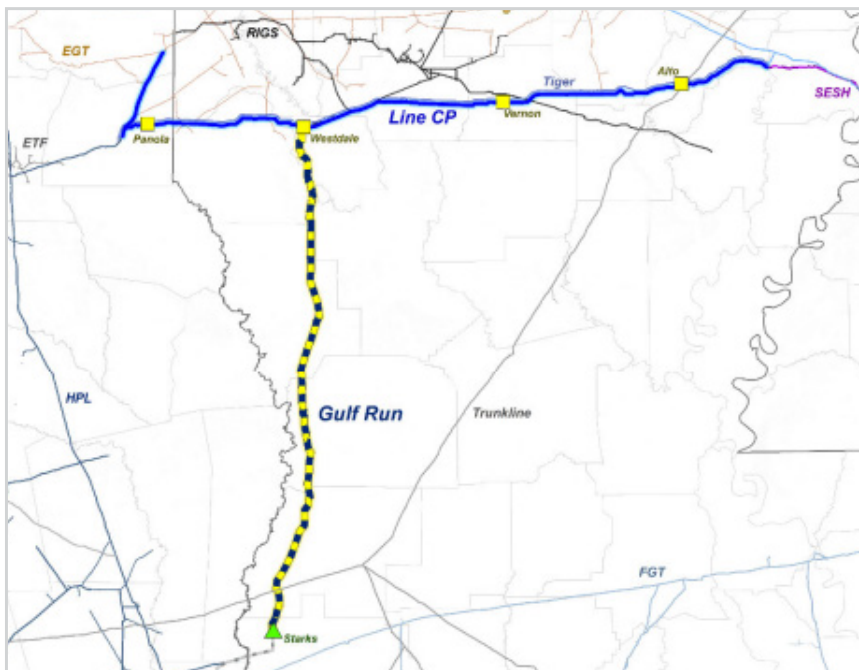 RIGS
EGT
Tiger
Alto
SESH
Line CP
Vernon
Panola
Westdale
ETF
HPL
Gulf Run
Trunkline
FGT
Starks